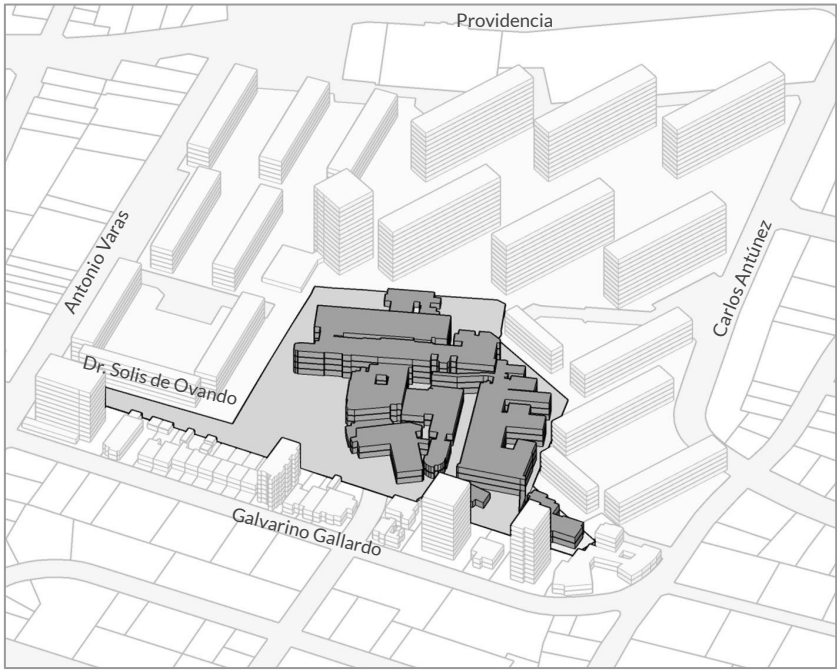 Providencia
Antonio Varas
Carlos Antúnez
Dr. Solis de Ovando
Galvarino Gallardo